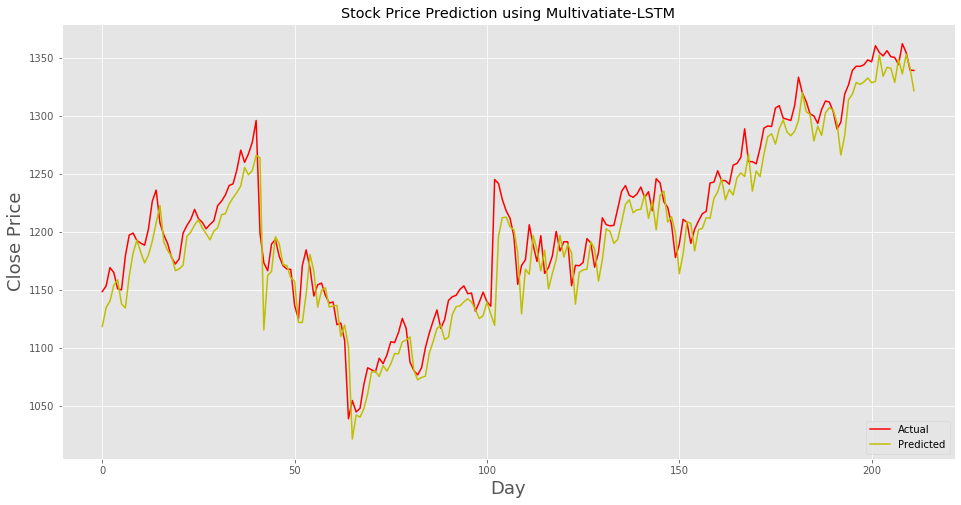 Stock Price Prediction using Multivatiate-LSTM
1350
1300
1250
1200
1150
1100
1050
Close Price
0 50 100 150 200
Day
Actual
Predicted